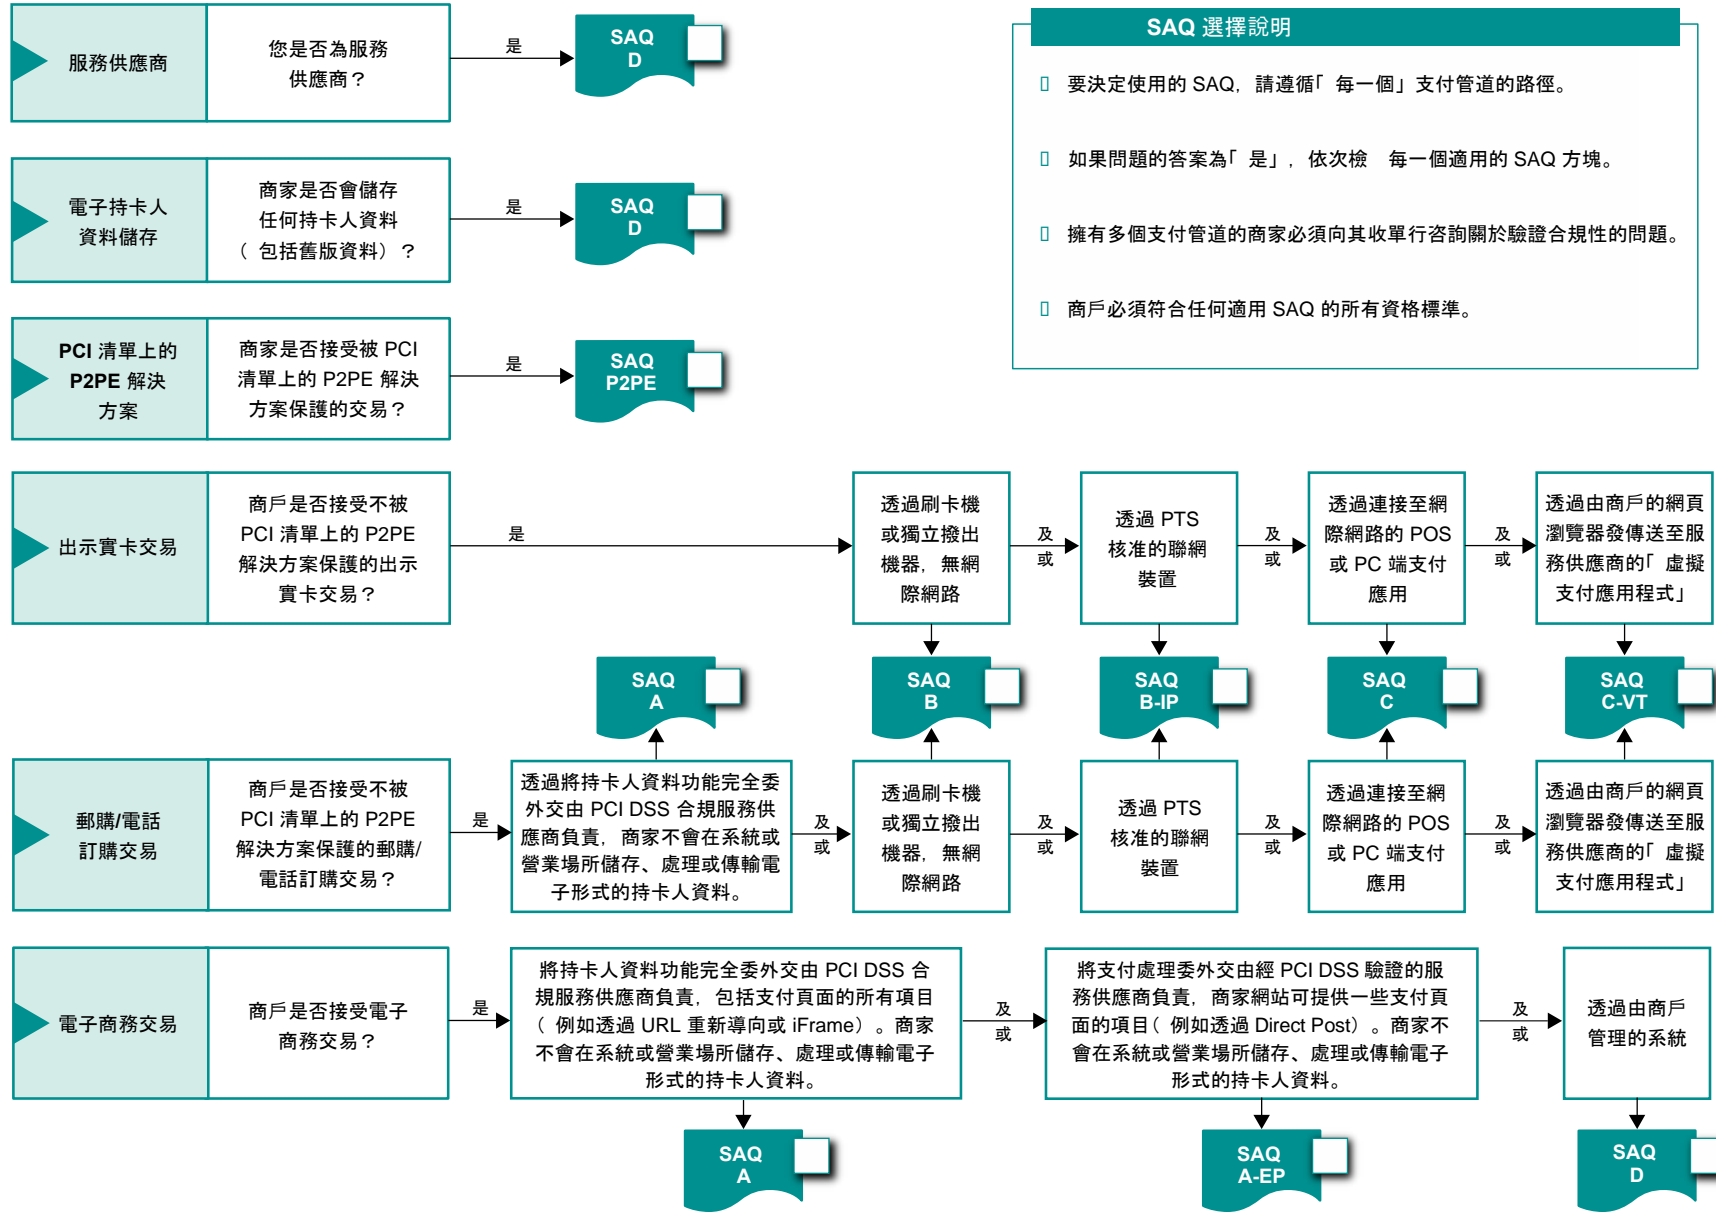 服務供應商
您是否為服務
供應商？
是
SAQ
D
SAQ 選擇說明
要決定使用的 SAQ，請遵循「 每一個」支付管道的路徑。
如果問題的答案為「 是」，依次檢 每一個適用的 SAQ 方塊。
擁有多個支付管道的商家必須向其收單行咨詢關於驗證合規性的問題。
商戶必須符合任何適用 SAQ 的所有資格標準。
電子持卡人
資料儲存
商家是否會儲存
任何持卡人資料
（ 包括舊版資料）？
是
SAQ
D
PCI 清單上的
P2PE 解決
方案
商家是否接受被 PCI
清單上的 P2PE 解決
方案保護的交易？
是
SAQ
P2PE
出示實卡交易
商戶是否接受不被
PCI 清單上的 P2PE
解決方案保護的出示
實卡交易？
是
透過刷卡機
或獨立撥出
機器，無網
際網路
及
或
透過 PTS
核准的聯網
裝置
及
或
透過連接至網
際網路的 POS
或 PC 端支付
應用
及
或
透過由商戶的網頁
瀏覽器發傳送至服
務供應商的「 虛擬
支付應用程式」
SAQ
A
SAQ
B
SAQ
B-IP
SAQ
C
SAQ
C-VT
郵購/電話
訂購交易
商戶是否接受不被
PCI 清單上的 P2PE
解決方案保護的郵購/
電話訂購交易？
是
透過將持卡人資料功能完全委
外交由 PCI DSS 合規服務供
應商負責，商家不會在系統或
營業場所儲存、處理或傳輸電
子形式的持卡人資料。
及
或
透過刷卡機
或獨立撥出
機器，無網
際網路
及
或
透過 PTS
核准的聯網
裝置
及
或
透過連接至網
際網路的 POS
或 PC 端支付
應用
及
或
透過由商戶的網頁
瀏覽器發傳送至服
務供應商的「 虛擬
支付應用程式」
電子商務交易
商戶是否接受電子
商務交易？
是
將持卡人資料功能完全委外交由 PCI DSS 合
規服務供應商負責，包括支付頁面的所有項目
（ 例如透過 URL 重新導向或 iFrame）。商家
不會在系統或營業場所儲存、處理或傳輸電子
形式的持卡人資料。
及
或
將支付處理委外交由經 PCI DSS 驗證的服
務供應商負責，商家網站可提供一些支付頁
面的項目（ 例如透過 Direct Post）。商家不
會在系統或營業場所儲存、處理或傳輸電子
形式的持卡人資料。
及
或
透過由商戶
管理的系統
SAQ
A
SAQ
A-EP
SAQ
D